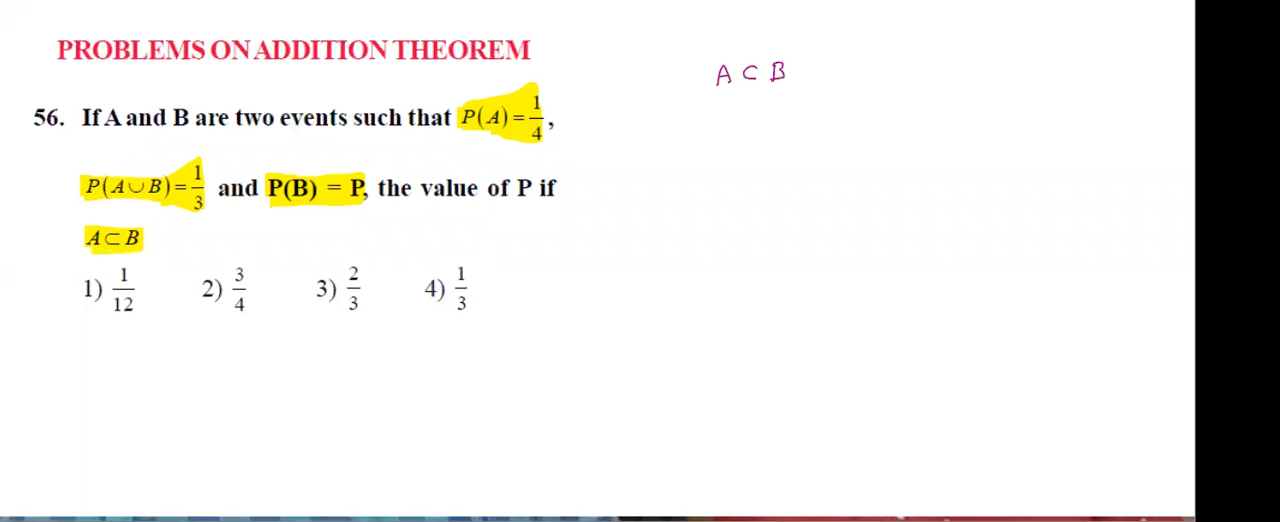 PROBLEMS ON ADDITION THEOREM
A ⊂ B
56. If A and B are two events such that P(A) = 1/4,
P(A∪B) = 1/3 and P(B) = P, the value of P if
A ⊂ B
1) 1/12 2) 3/4 3) 2/3 4) 1/3